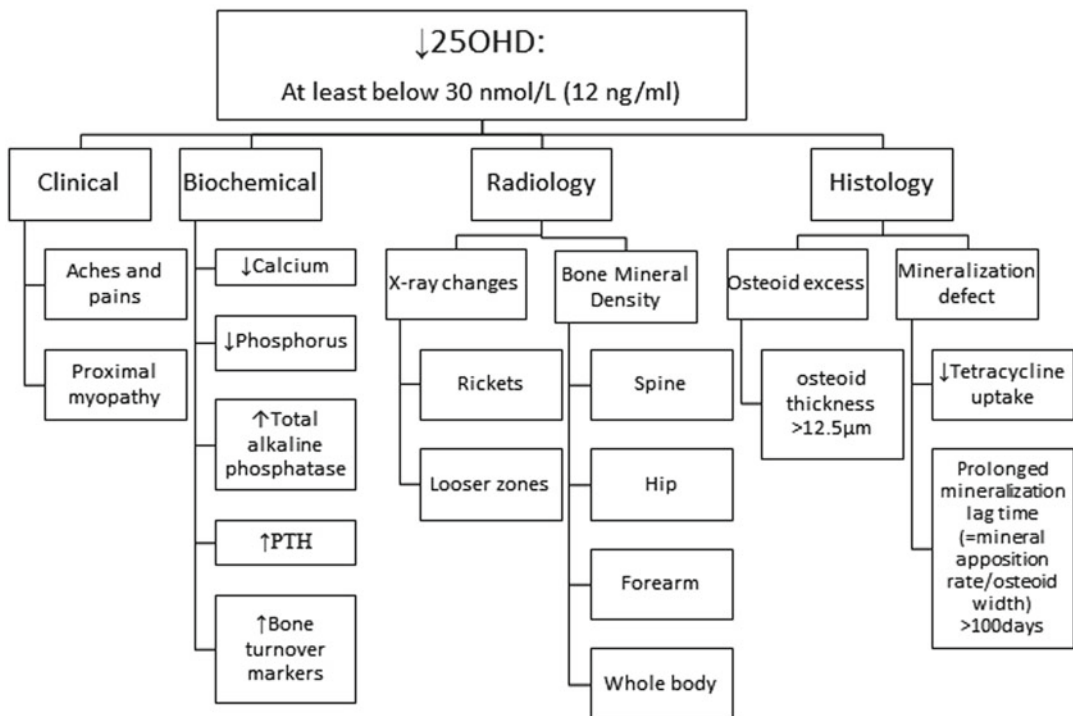 ↓25OHD:
At least below 30 nmol/L (12 ng/ml)
Clinical
Aches and
pains
Proximal
myopathy
Biochemical
↓Calcium
↓Phosphorus
↑Total
alkaline
phosphatase
↑PTH
↑Bone
turnover
markers
Radiology
X-ray changes
Rickets
Looser zones
Bone Mineral
Density
Spine
Hip
Forearm
Whole body
Histology
Osteoid excess
osteoid
thickness
>12.5μm
Mineralization
defect
↓Tetracycline
uptake
Prolonged
mineralization
lag time
(=mineral
apposition
rate/osteoid
width)
>100days